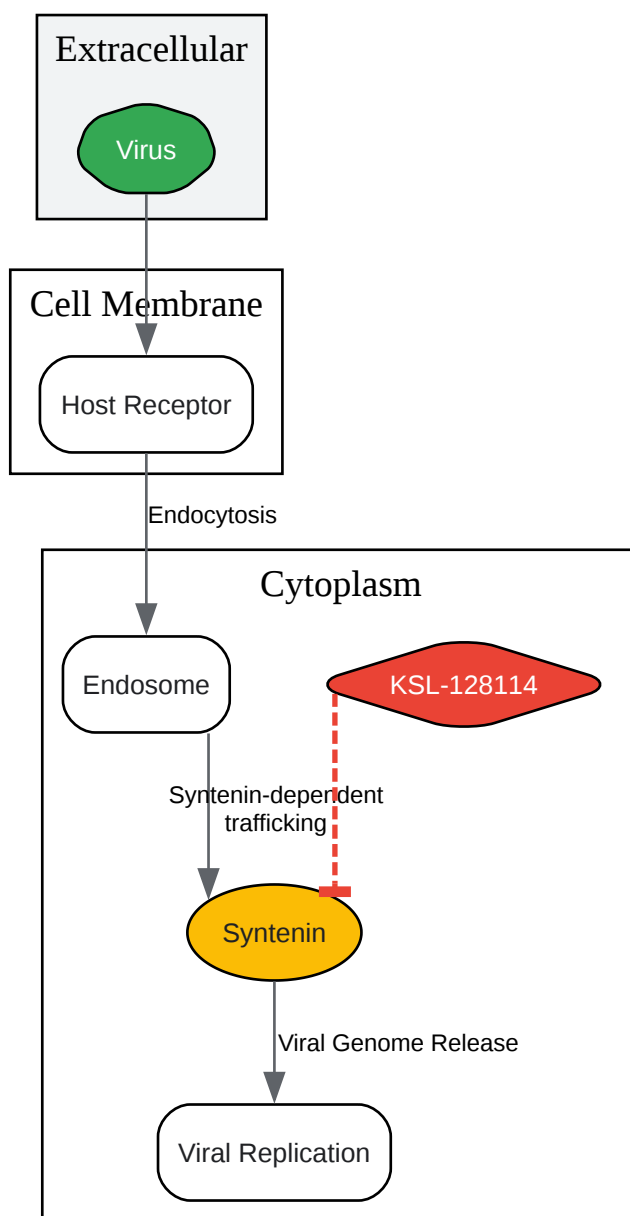 Extracellular
Virus
Cell Membrane
Host Receptor
Endocytosis
Cytoplasm
Endosome
KSL-128114
Syntenin-dependent
trafficking
Syntenin
Viral Genome Release
Viral Replication